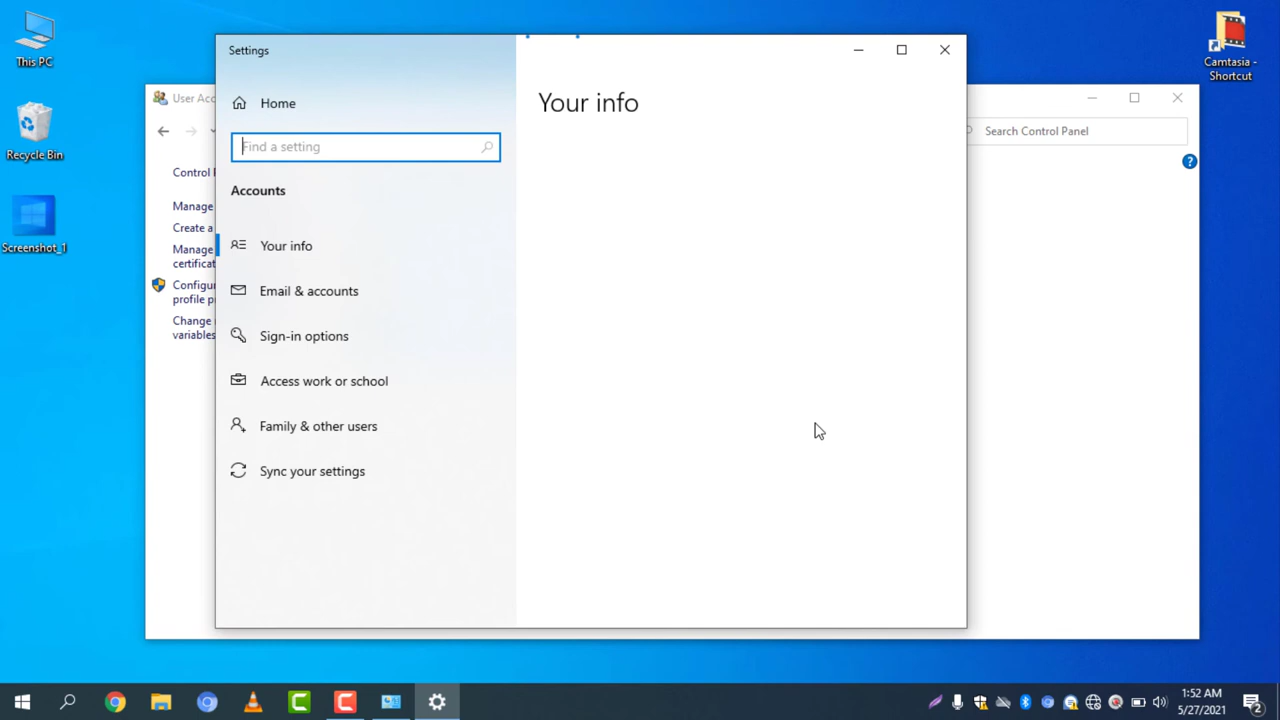 This PC
Recycle Bin
Screenshot_1
Camtasia -
Shortcut
Settings
Home
Find a setting
Accounts
Your info
Email & accounts
Sign-in options
Access work or school
Family & other users
Sync your settings
Your info
User Acc
Search Control Panel
Control
Manage
Create a
Manage
certificat
Configu
profile p
Change
variables
1:52 AM
5/27/2021
2